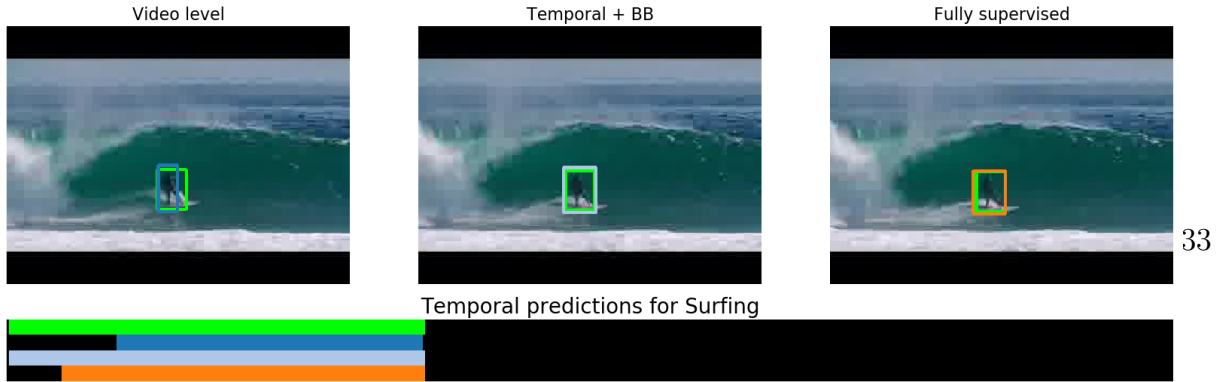 Video level
Temporal + BB
Fully supervised
33
Temporal predictions for Surfing